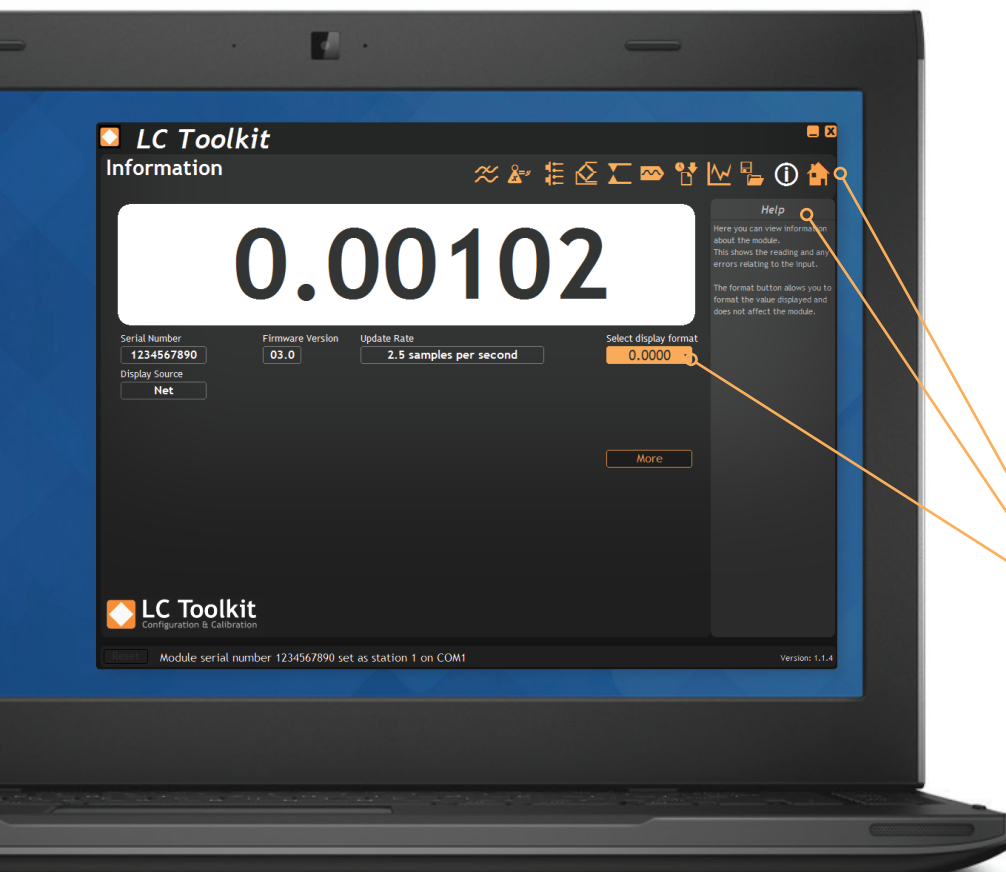 LC Toolkit
Information
0.00102
Help
Here you can view information
about the module.
This shows the reading and any
errors relating to the input.
The format button allows you to
format the value displayed and
does not affect the module.
Serial Number
1234567890
Firmware Version
03.0
Update Rate
2.5 samples per second
Select display format
0.0000
Display Source
Net
More
LC Toolkit
Configuration & Calibration
Reset
Module serial number 1234567890 set as station 1 on COM1
Version: 1.1.4